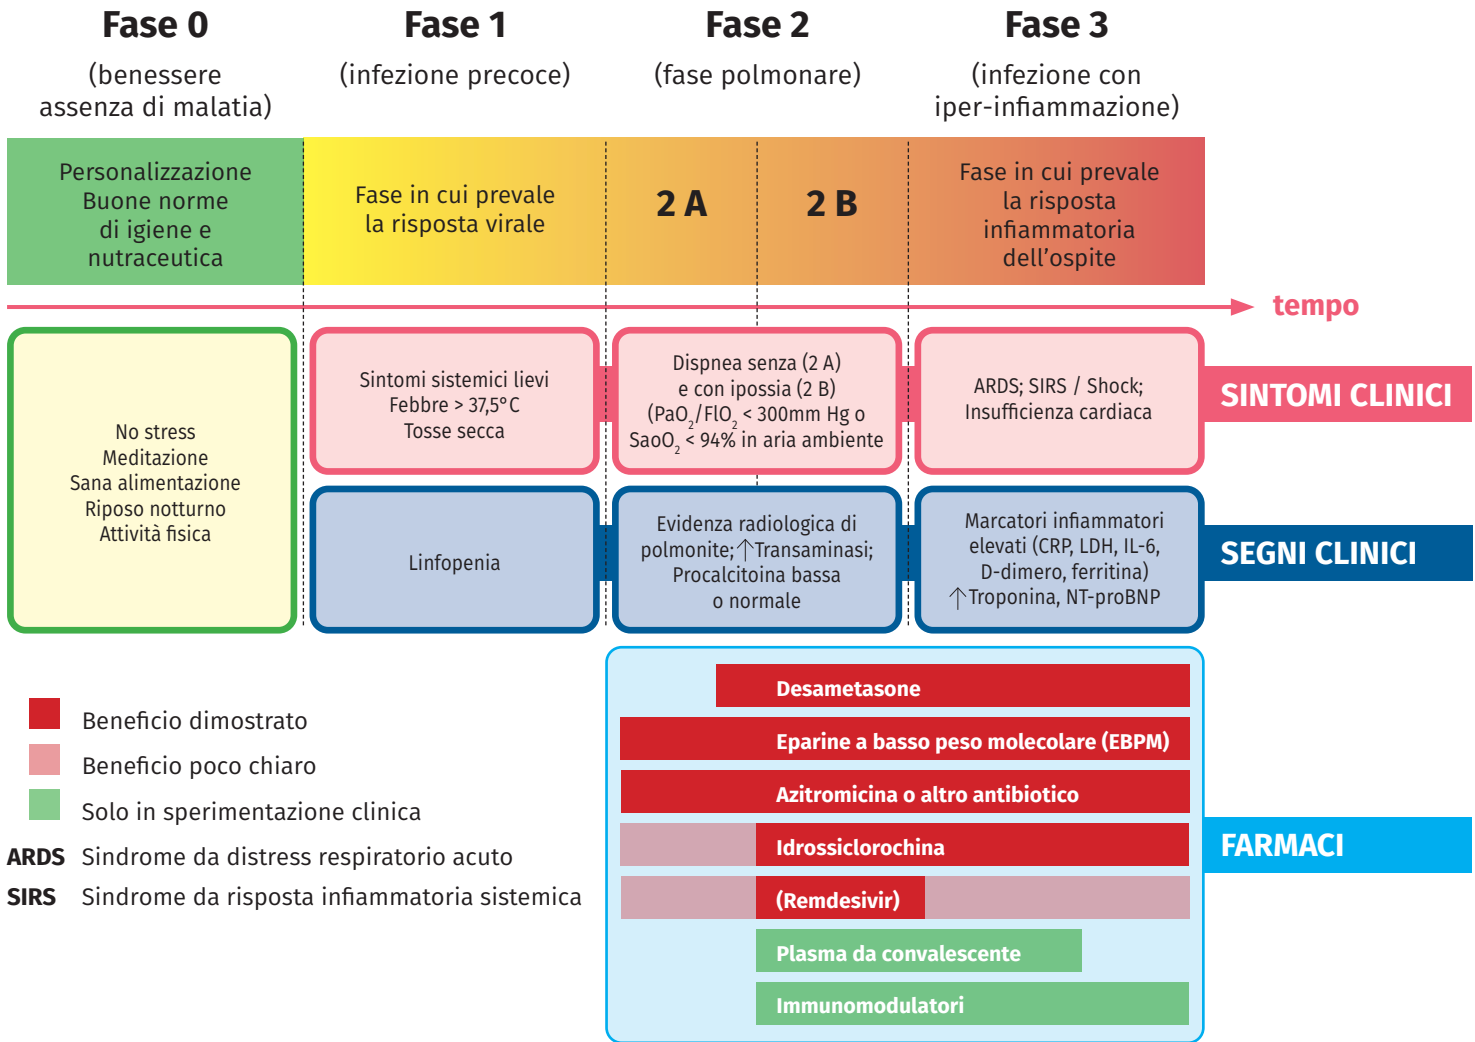 Fase 0
(benessere
assenza di malatia)
Fase 1
(infezione precoce)
Fase 2
(fase polmonare)
Fase 3
(infezione con
iper-infiammazione)
Personalizzazione
Buone norme
di igiene e
nutraceutica
Fase in cui prevale
la risposta virale
2 A
2 B
Fase in cui prevale
la risposta
infiammatoria
dell'ospite
tempo
No stress
Meditazione
Sana alimentazione
Riposo notturno
Attività fisica
Sintomi sistemici lievi
Febbre > 37,5°C
Tosse secca
Dispnea senza (2 A)
e con ipossia (2 B)
(PaO₂/FlO₂ < 300mm Hg o
SaoO₂ < 94% in aria ambiente
ARDS; SIRS / Shock;
Insufficienza cardiaca
SINTOMI CLINICI
Linfopenia
Evidenza radiologica di
polmonite; ↑Transaminasi;
Procalcitoina bassa
o normale
Marcatori infiammatori
elevati (CRP, LDH, IL-6,
D-dimero, ferritina)
↑Troponina, NT-proBNP
SEGNI CLINICI
Beneficio dimostrato
Beneficio poco chiaro
Solo in sperimentazione clinica
ARDS Sindrome da distress respiratorio acuto
SIRS Sindrome da risposta infiammatoria sistemica
Desametasone
Eparine a basso peso molecolare (EBPM)
Azitromicina o altro antibiotico
Idrossiclorochina
(Remdesivir)
Plasma da convalescente
Immunomodulatori
FARMACI